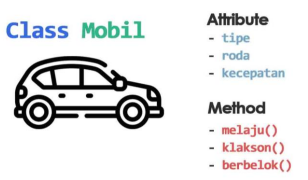 Class Mobil
Attribute
- tipe
- roda
- kecepatan
Method
- melaju()
- klakson()
- berbelok()